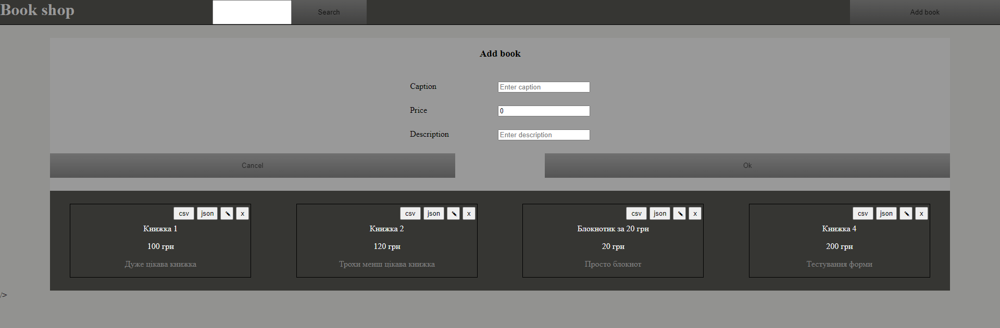 Book shop
Search
Add book
Add book
Caption
Enter caption
Price
0
Description
Enter description
Cancel
Ok
csv json x
Книжка 1
100 грн
Дуже цікава книжка
csv json x
Книжка 2
120 грн
Трохи менш цікава книжка
csv json x
Блокнотик за 20 грн
20 грн
Просто блокнот
csv json x
Книжка 4
200 грн
Тестування форми
/>